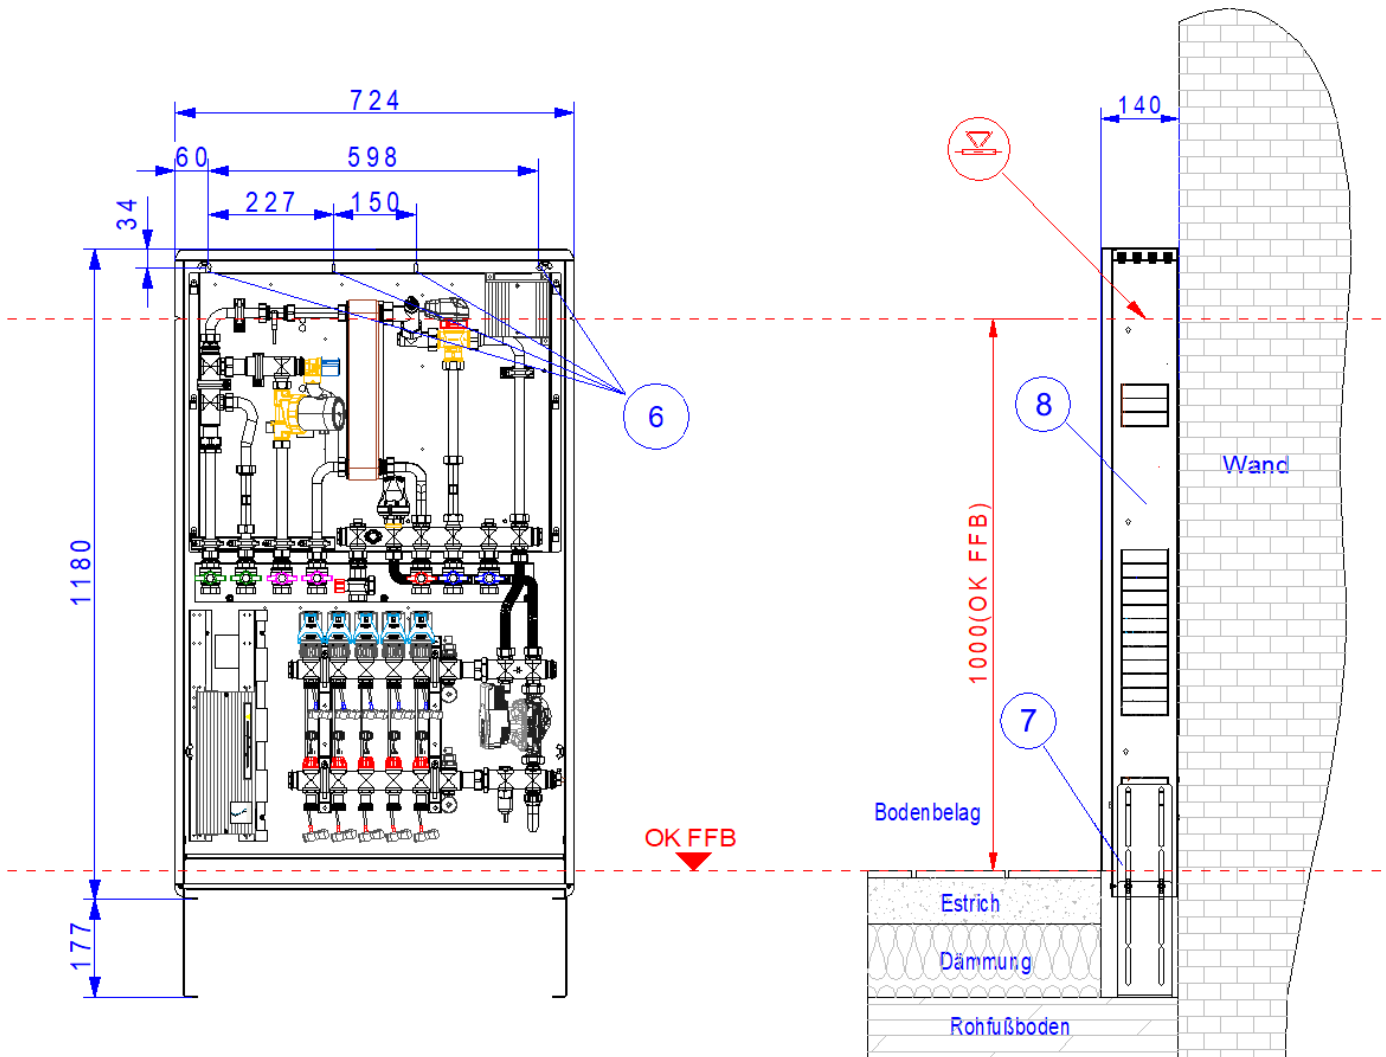 724
140
60
598
34
227
150
6
8
Wand
1180
1000(OK FFB)
7
Bodenbelag
OK FFB
Estrich
177
Dämmung
Rohfußboden